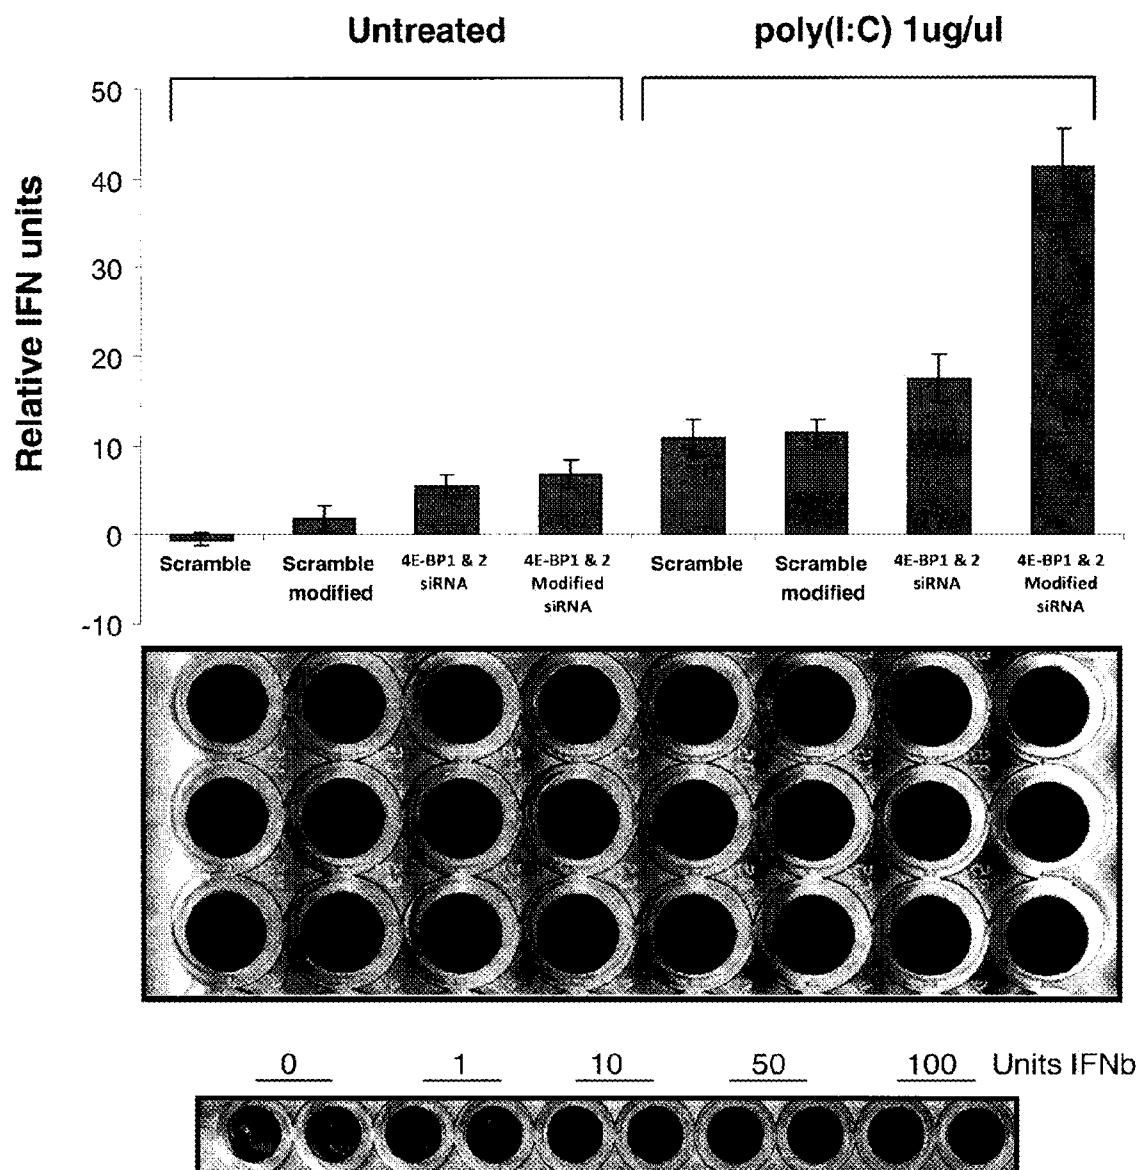 Untreated
poly(I:C) 1ug/ul
Relative IFN units
50
40
30
20
10
0
-10
Scramble
Scramble
modified
4E-BP1 & 2
siRNA
4E-BP1 & 2
Modified
siRNA
Scramble
Scramble
modified
4E-BP1 & 2
siRNA
4E-BP1 & 2
Modified
siRNA
0 1 10 50 100 Units IFNb